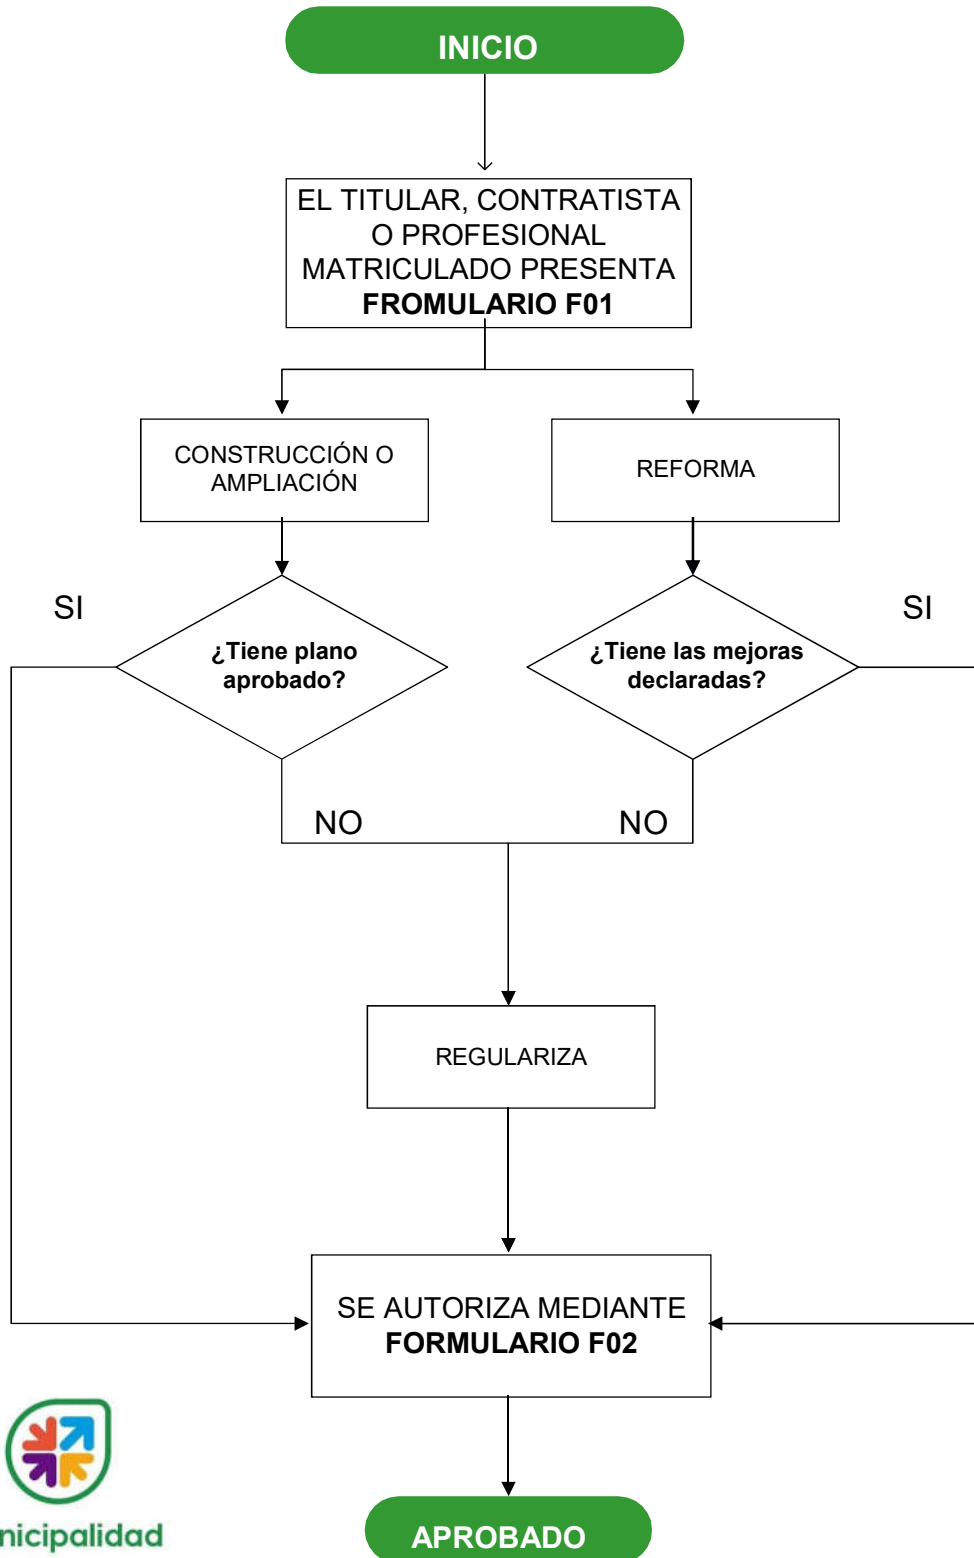 INICIO
EL TITULAR, CONTRATISTA
O PROFESIONAL
MATRICULADO PRESENTA
FROMULARIO F01
CONSTRUCCIÓN O
AMPLIACIÓN
REFORMA
SI
¿Tiene plano
aprobado?
¿Tiene las mejoras
declaradas?
SI
NO
NO
REGULARIZA
SE AUTORIZA MEDIANTE
FORMULARIO F02
nicipalidad
APROBADO